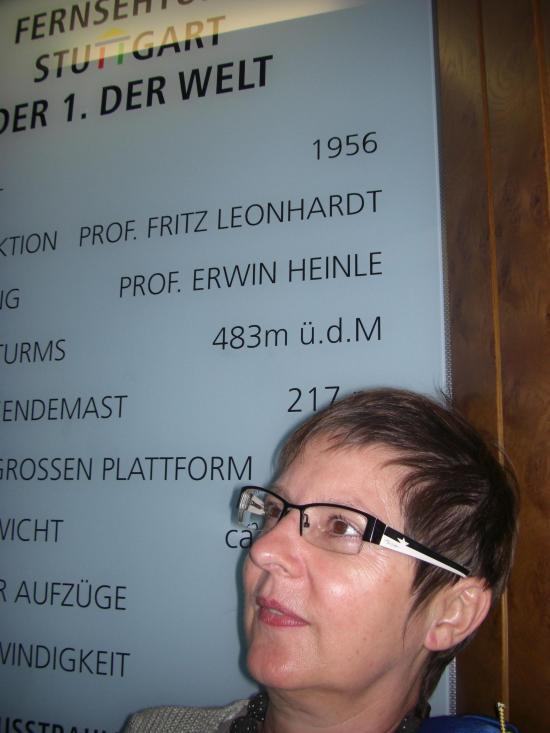 FERNSEHTU
STUTTGART
DER 1. DER WELT
1956
KTION PROF. FRITZ LEONHARDT
NG PROF. ERWIN HEINLE
TURMS 483m ü.d.M
ENDEMAST 217
GROSSEN PLATTFORM
WICHT ca
R AUFZÜGE
WINDIGKEIT